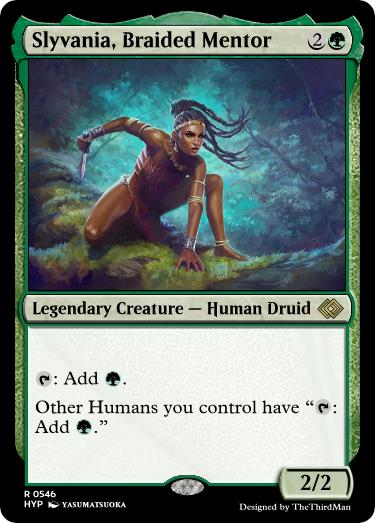 Slyvania, Braided Mentor 2
Legendary Creature — Human Druid
: Add .
Other Humans you control have “ :
Add .”
2/2
R 0546
HYP YASUMATSUOKA
Designed by TheThirdMan